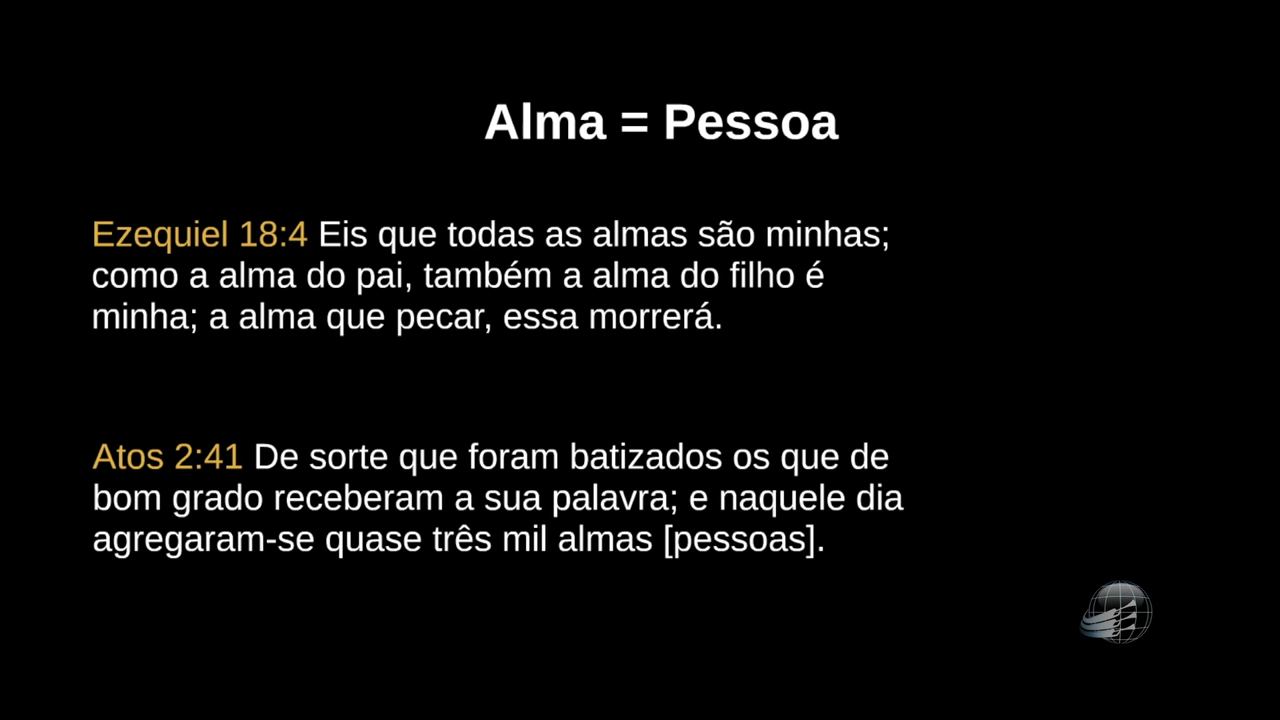 Alma = Pessoa
Ezequiel 18:4 Eis que todas as almas são minhas;
como a alma do pai, também a alma do filho é
minha; a alma que pecar, essa morrerá.
Atos 2:41 De sorte que foram batizados os que de
bom grado receberam a sua palavra; e naquele dia
agregaram-se quase três mil almas [pessoas].